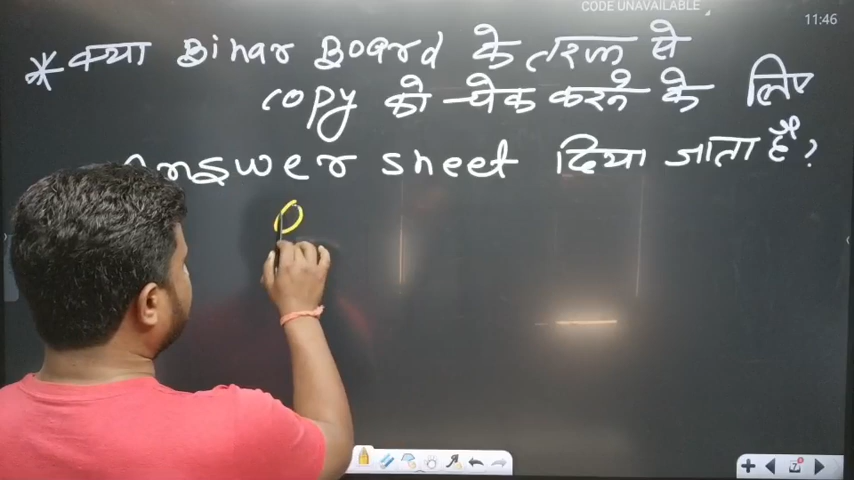 CODE UNAVAILABLE
11:46
* क्या Bihar Board के तरफ से
copy को चेक करने के लिए
Answer sheet दिया जाता है?